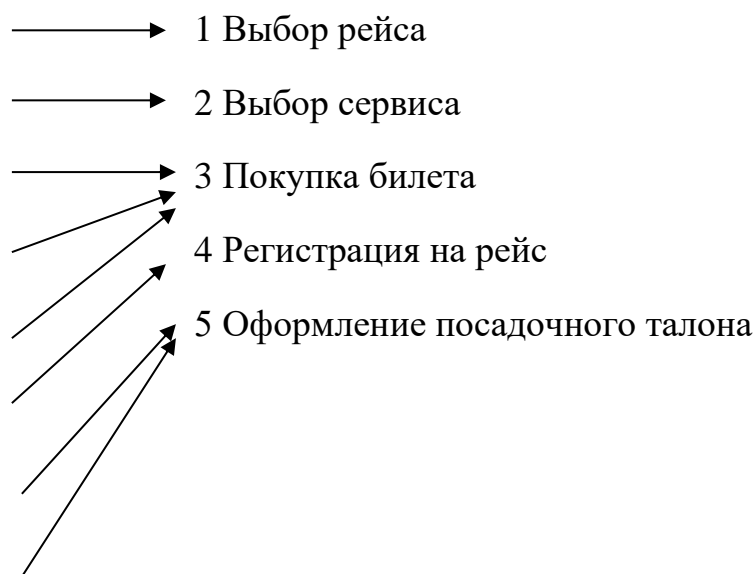 1 Выбор рейса
2 Выбор сервиса
3 Покупка билета
4 Регистрация на рейс
5 Оформление посадочного талона